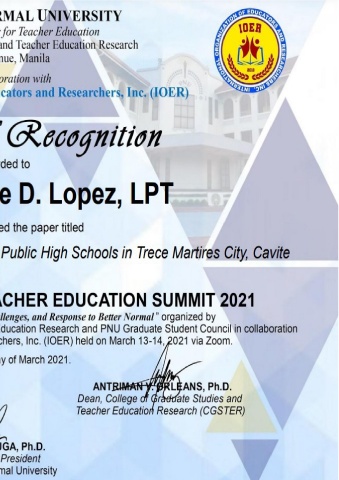 RMAL UNIVERSITY
for Teacher Education
and Teacher Education Research
nue, Manila
oration with
cators and Researchers, Inc. (IOER)
IOER
INTERNATIONAL ORGANIZATION OF EDUCATORS AND RESEARCHERS INC.
Recognition
rded to
e D. Lopez, LPT
ed the paper titled
Public High Schools in Trece Martires City, Cavite
ACHER EDUCATION SUMMIT 2021
allenges, and Response to Better Normal" organized by
ducation Research and PNU Graduate Student Council in collaboration
chers, Inc. (IOER) held on March 13-14, 2021 via Zoom.
ay of March 2021.
ANTRIMAN V. ORLEANS, Ph.D.
Dean, College of Graduate Studies and
Teacher Education Research (CGSTER)
UGA, Ph.D.
President
rmal University